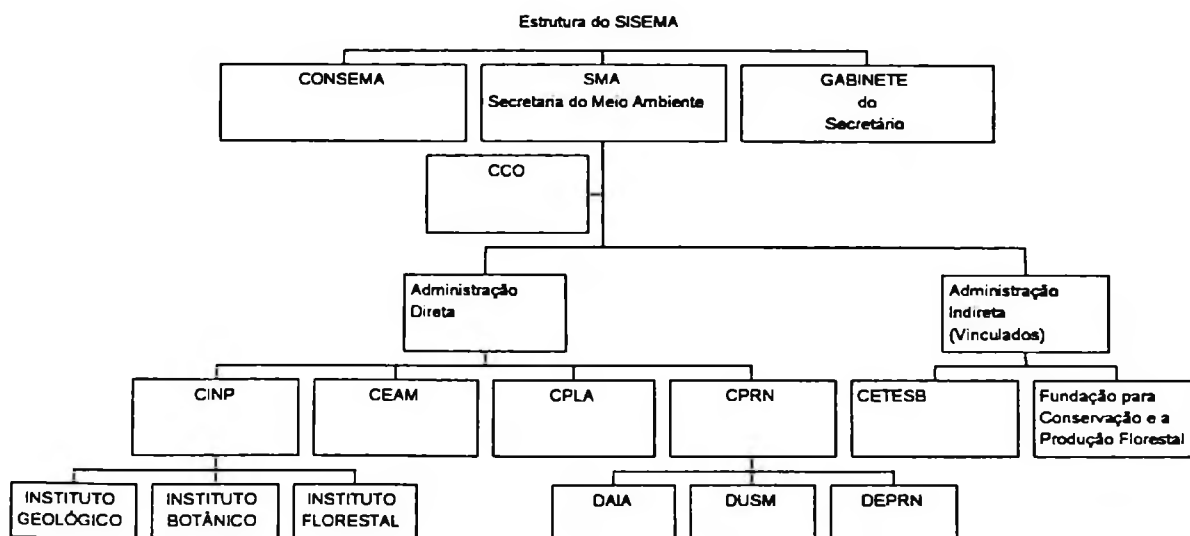 Estrutura do SISEMA
CONSEMA
SMA
Secretaria do Meio Ambiente
GABINETE
do
Secretário
CCO
Administração
Direta
Administração
Indireta
(Vinculados)
CINP
CEAM
CPLA
CPRN
CETESB
Fundação para
Conservação e a
Produção Florestal
INSTITUTO
GEOLÓGICO
INSTITUTO
BOTÂNICO
INSTITUTO
FLORESTAL
DAIA
DUSM
DEPRN